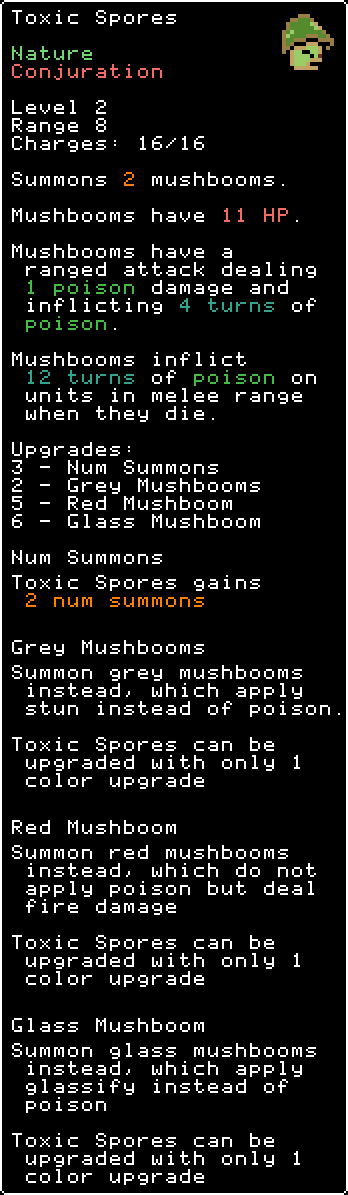 Toxic Spores
Nature
Conjuration
Level 2
Range 8
Charges: 16/16
Summons 2 mushbooms.
Mushbooms have 11 HP.
Mushbooms have a
ranged attack dealing
1 poison damage and
inflicting 4 turns of
poison.
Mushbooms inflict
12 turns of poison on
units in melee range
when they die.
Upgrades:
3 - Num Summons
2 - Grey Mushbooms
5 - Red Mushboom
6 - Glass Mushboom
Num Summons
Toxic Spores gains
2 num summons
Grey Mushbooms
Summon grey mushbooms
instead, which apply
stun instead of poison.
Toxic Spores can be
upgraded with only 1
color upgrade
Red Mushboom
Summon red mushbooms
instead, which do not
apply poison but deal
fire damage
Toxic Spores can be
upgraded with only 1
color upgrade
Glass Mushboom
Summon glass mushbooms
instead, which apply
glassify instead of
poison
Toxic Spores can be
upgraded with only 1
color upgrade